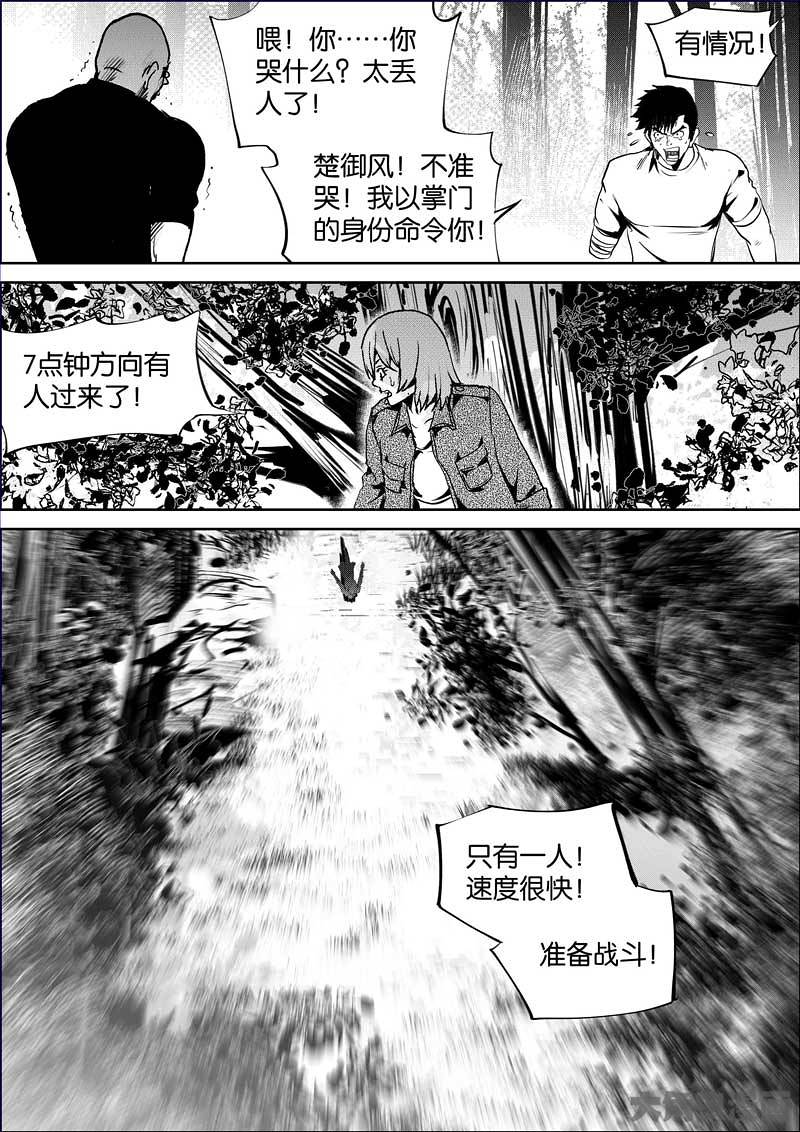 喂！你……你
哭什么？太丢
人了！
楚御风！不准
哭！我以掌门
的身份命令你！
有情况！
7点钟方向有
人过来了！
只有一人！
速度很快！
准备战斗！